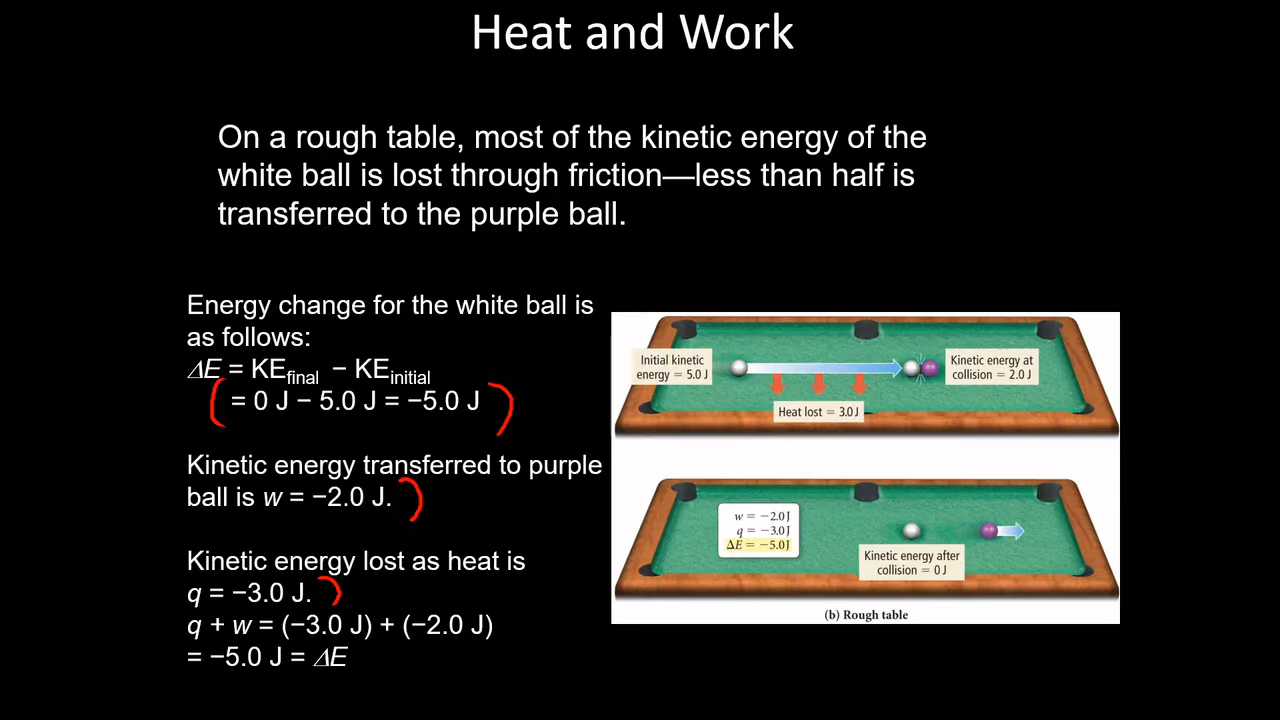 Heat and Work
On a rough table, most of the kinetic energy of the
white ball is lost through friction—less than half is
transferred to the purple ball.
Energy change for the white ball is
as follows:
ΔE = KEfinal − KEinitial
= 0 J − 5.0 J = −5.0 J
Kinetic energy transferred to purple
ball is w = −2.0 J.
Kinetic energy lost as heat is
q = −3.0 J.
q + w = (−3.0 J) + (−2.0 J)
= −5.0 J = ΔE
Initial kinetic
energy = 5.0 J
Kinetic energy at
collision = 2.0 J
Heat lost = 3.0 J
w = −2.0 J
q = −3.0 J
ΔE = −5.0 J
Kinetic energy after
collision = 0 J
(b) Rough table